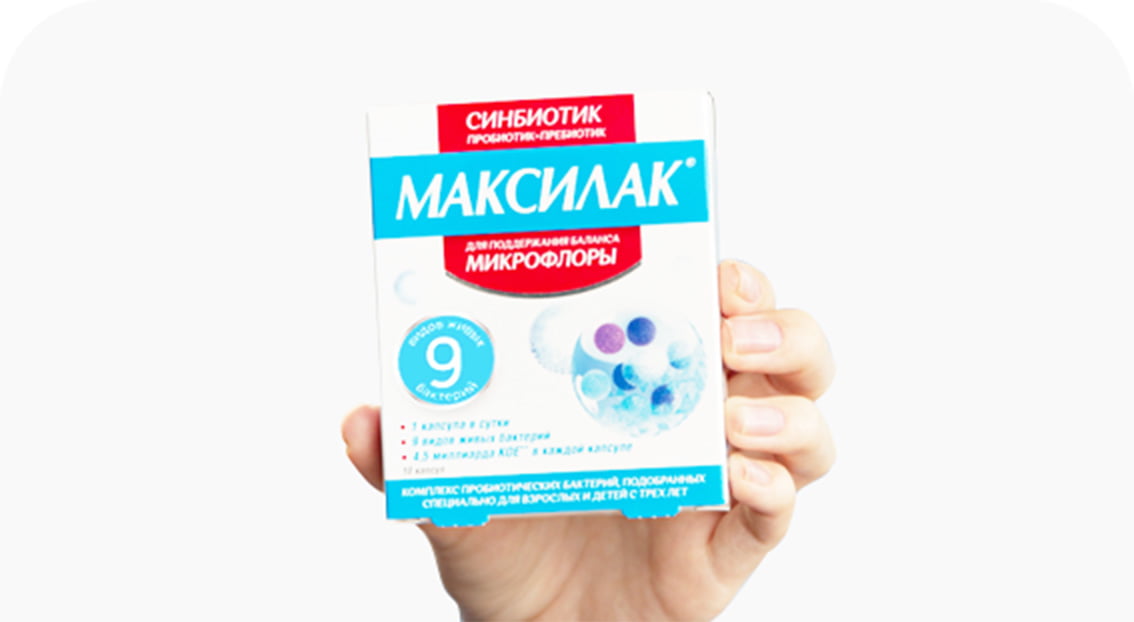 СИНБИОТИК
ПРОБИОТИК+ПРЕБИОТИК
МАКСИЛАК®
ДЛЯ ПОДДЕРЖАНИЯ БАЛАНСА
МИКРОФЛОРЫ
видов живых
9
бактерий
• 1 капсула в сутки
• 9 видов живых бактерий
• 4,5 миллиарда КОЕ** в каждой капсуле
10 капсул
КОМПЛЕКС ПРОБИОТИЧЕСКИХ БАКТЕРИЙ, ПОДОБРАННЫХ
СПЕЦИАЛЬНО ДЛЯ ВЗРОСЛЫХ И ДЕТЕЙ С ТРЕХ ЛЕТ